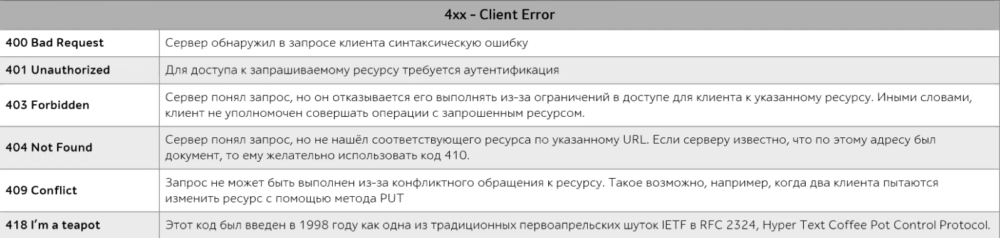 4xx - Client Error
400 Bad Request
Сервер обнаружил в запросе клиента синтаксическую ошибку
401 Unauthorized
Для доступа к запрашиваемому ресурсу требуется аутентификация
403 Forbidden
Сервер понял запрос, но он отказывается его выполнять из-за ограничений в доступе для клиента к указанному ресурсу. Иными словами,
клиент не уполномочен совершать операции с запрошенным ресурсом.
404 Not Found
Сервер понял запрос, но не нашёл соответствующего ресурса по указанному URL. Если серверу известно, что по этому адресу был
документ, то ему желательно использовать код 410.
409 Conflict
Запрос не может быть выполнен из-за конфликтного обращения к ресурсу. Такое возможно, например, когда два клиента пытаются
изменить ресурс с помощью метода PUT
418 I’m a teapot
Этот код был введен в 1998 году как одна из традиционных первоапрельских шуток IETF в RFC 2324, Hyper Text Coffee Pot Control Protocol.